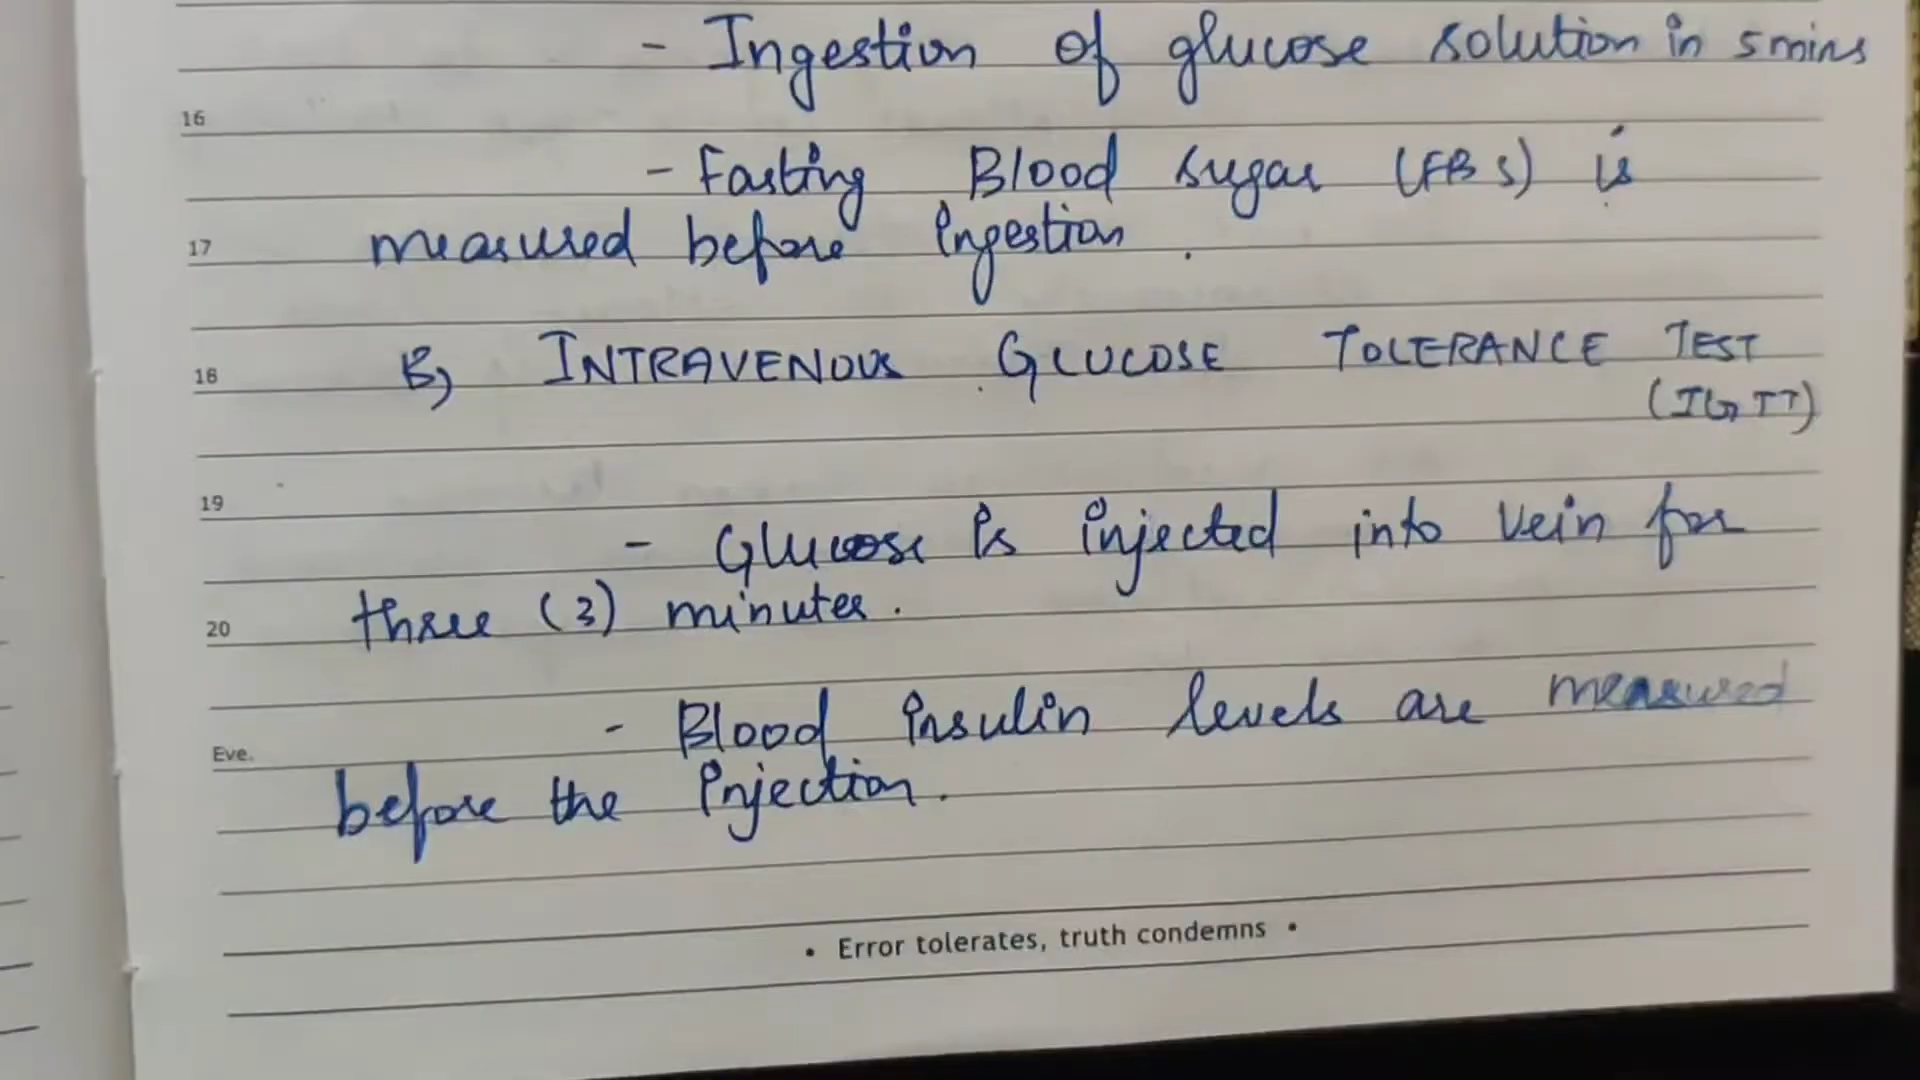 - Ingestion of glucose solution in 5 mins
16
- Fasting Blood sugar (FBS) is
17 measured before Ingestion.
18 B, INTRAVENOUS GLUCOSE TOLERANCE TEST
(IGTT)
19
- Glucose is injected into vein for
20 three (3) minutes.
- Blood insulin levels are measured
Eve.
before the Injection.
• Error tolerates, truth condemns •